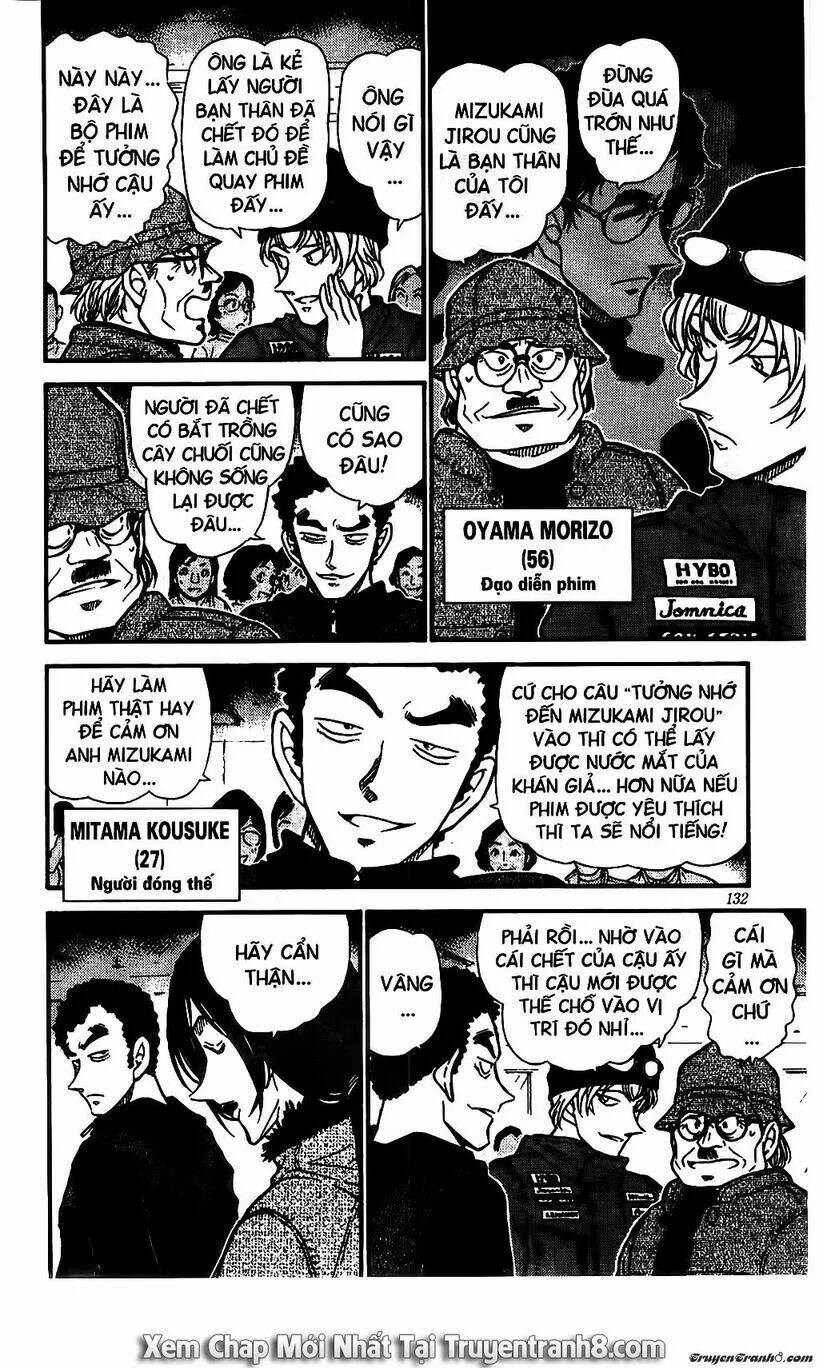 ĐỪNG
ĐÙA QUÁ
TRỚN NHƯ
THẾ...
MIZUKAMI
JIROU CŨNG
LÀ BẠN THÂN
CỦA TÔI
ĐẤY...
OYAMA MORIZO
(56)
Đạo diễn phim
HYBO
Jomnica
ÔNG
NÓI GÌ
VẬY
...
ÔNG LÀ KẺ
LẤY NGƯỜI
BẠN THÂN ĐÃ
CHẾT ĐÓ ĐỂ
LÀM CHỦ ĐỀ
QUAY PHIM
ĐẤY...
NÀY NÀY...
ĐÂY LÀ
BỘ PHIM
ĐỂ TƯỞNG
NHỚ CẬU
ẤY...
CŨNG
CÓ SAO
ĐÂU!
NGƯỜI ĐÃ CHẾT
CÓ BẮT TRỒNG
CÂY CHUỐI CŨNG
KHÔNG SỐNG
LẠI ĐƯỢC
ĐÂU...
CỨ CHO CÂU "TƯỞNG NHỚ
ĐẾN MIZUKAMI JIROU"
VÀO THÌ CÓ THỂ LẤY
ĐƯỢC NƯỚC MẮT CỦA
KHÁN GIẢ... HƠN NỮA NẾU
PHIM ĐƯỢC YÊU THÍCH
THÌ TA SẼ NỔI TIẾNG!
HÃY LÀM
PHIM THẬT HAY
ĐỂ CẢM ƠN
ANH MIZUKAMI
NÀO...
MITAMA KOUSUKE
(27)
Người đóng thế
132
CÁI
GÌ MÀ
CẢM ƠN
CHỨ
...
PHẢI RỒI... NHỜ VÀO
CÁI CHẾT CỦA CẬU ẤY
THÌ CẬU MỚI ĐƯỢC
THẾ CHỔ VÀO VỊ
TRÍ ĐÓ NHỈ...
VÂNG
...
HÃY CẨN
THẬN...
Xem Chap Mới Nhất Tại Truyentranh8.com
TruyenTranh8.com